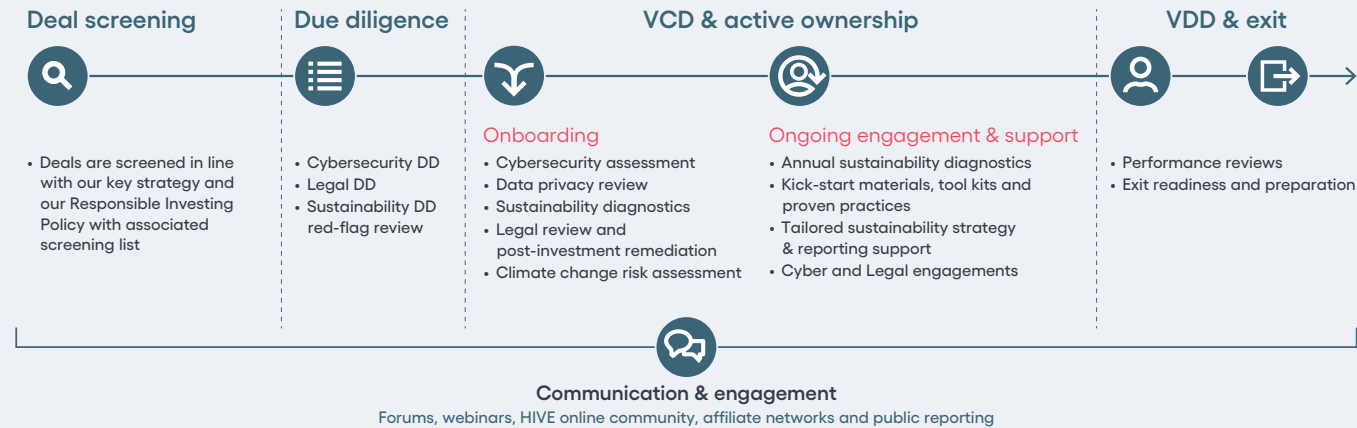 Deal screening
• Deals are screened in line
with our key strategy and
our Responsible Investing
Policy with associated
screening list
Due diligence
• Cybersecurity DD
• Legal DD
• Sustainability DD
red-flag review
VCD & active ownership
Onboarding
• Cybersecurity assessment
• Data privacy review
• Sustainability diagnostics
• Legal review and
post-investment remediation
• Climate change risk assessment
Ongoing engagement & support
• Annual sustainability diagnostics
• Kick-start materials, tool kits and
proven practices
• Tailored sustainability strategy
& reporting support
• Cyber and Legal engagements
VDD & exit
• Performance reviews
• Exit readiness and preparation
Communication & engagement
Forums, webinars, HIVE online community, affiliate networks and public reporting